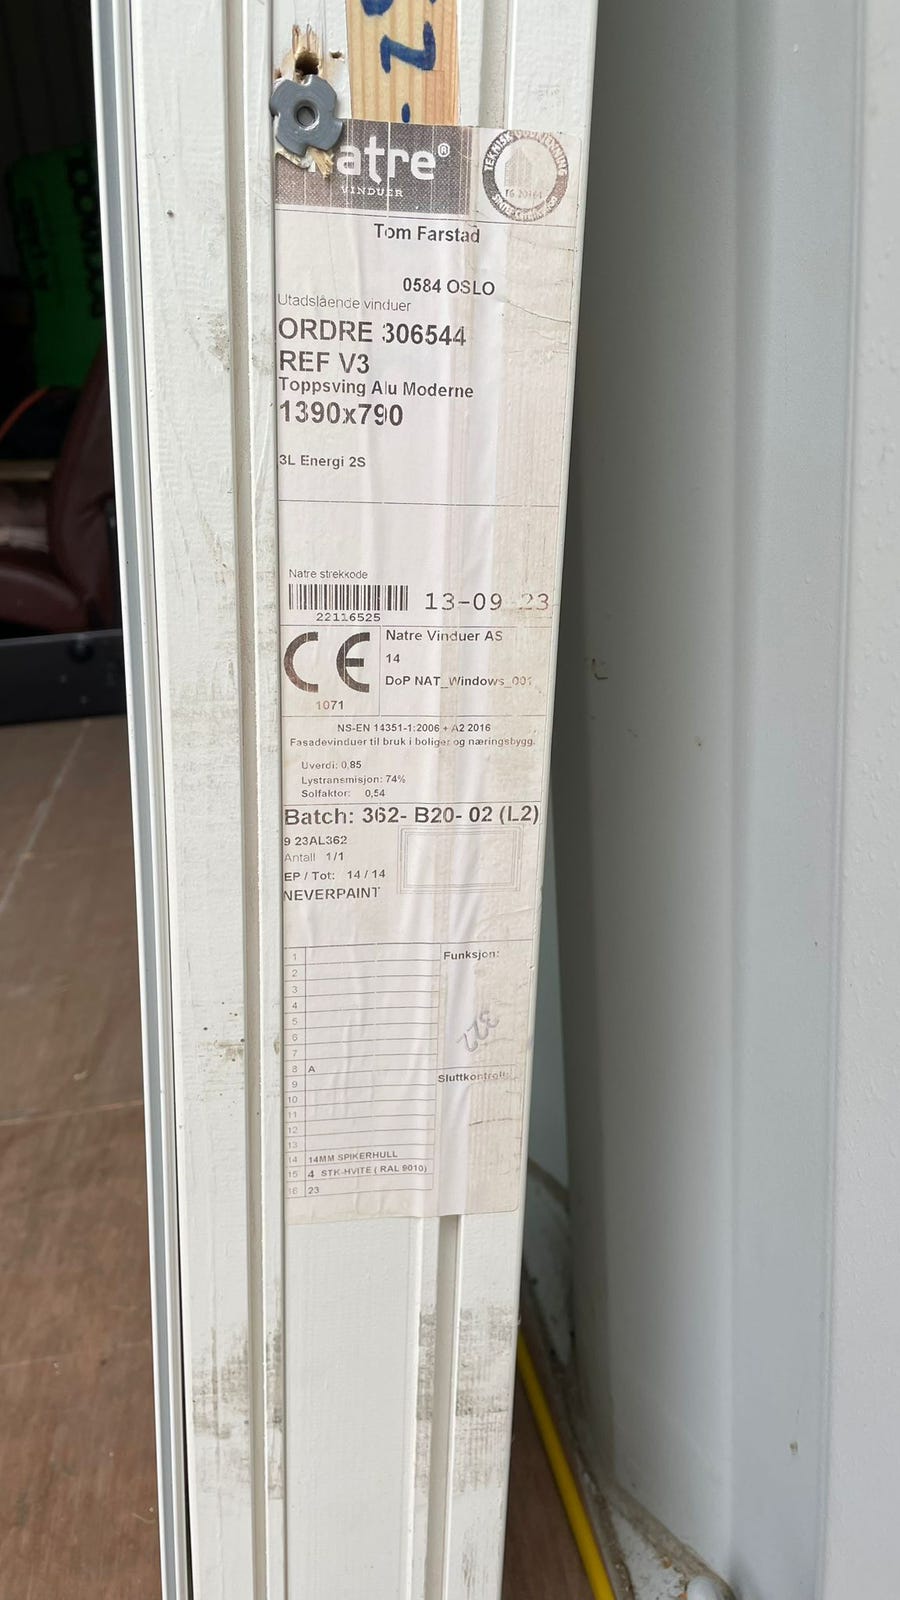 atre®
VINDUER
TEKNISK GODKJENNING
Tom Farstad
0584 OSLO
Utadslående vinduer
ORDRE 306544
REF V3
Toppsving Alu Moderne
1390x790
3L Energi 2S
Natre strekkode
13-09 23
22116525
CE
1071
Natre Vinduer AS
14
DoP NAT_Windows_001
NS-EN 14351-1:2006 + A2 2016
Fasadevinduer til bruk i boliger og næringsbygg.
Uverdi: 0,85
Lystransmisjon: 74%
Solfaktor: 0,54
Batch: 362- B20- 02 (L2)
9 23AL362
Antall 1/1
EP / Tot: 14 / 14
NEVERPAINT
Funksjon:
1
2
3
4
5
6
7
8 A
Sluttkontroll:
9
10
11
12
13
14 14MM SPIKERHULL
15 4 STK-HVITE ( RAL 9010)
16 23